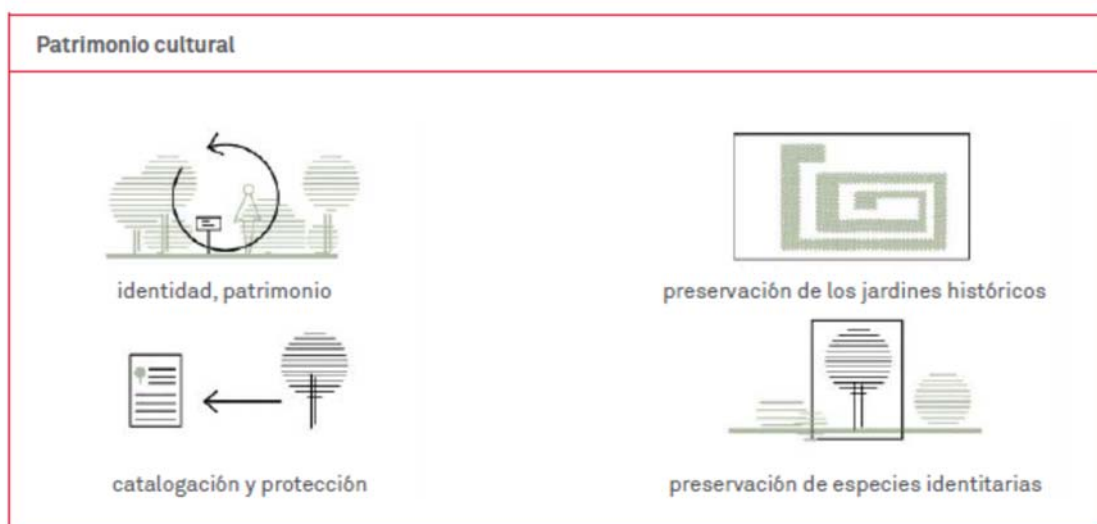 Patrimonio cultural
identidad, patrimonio
preservación de los jardines históricos
catalogación y protección
preservación de especies identitarias